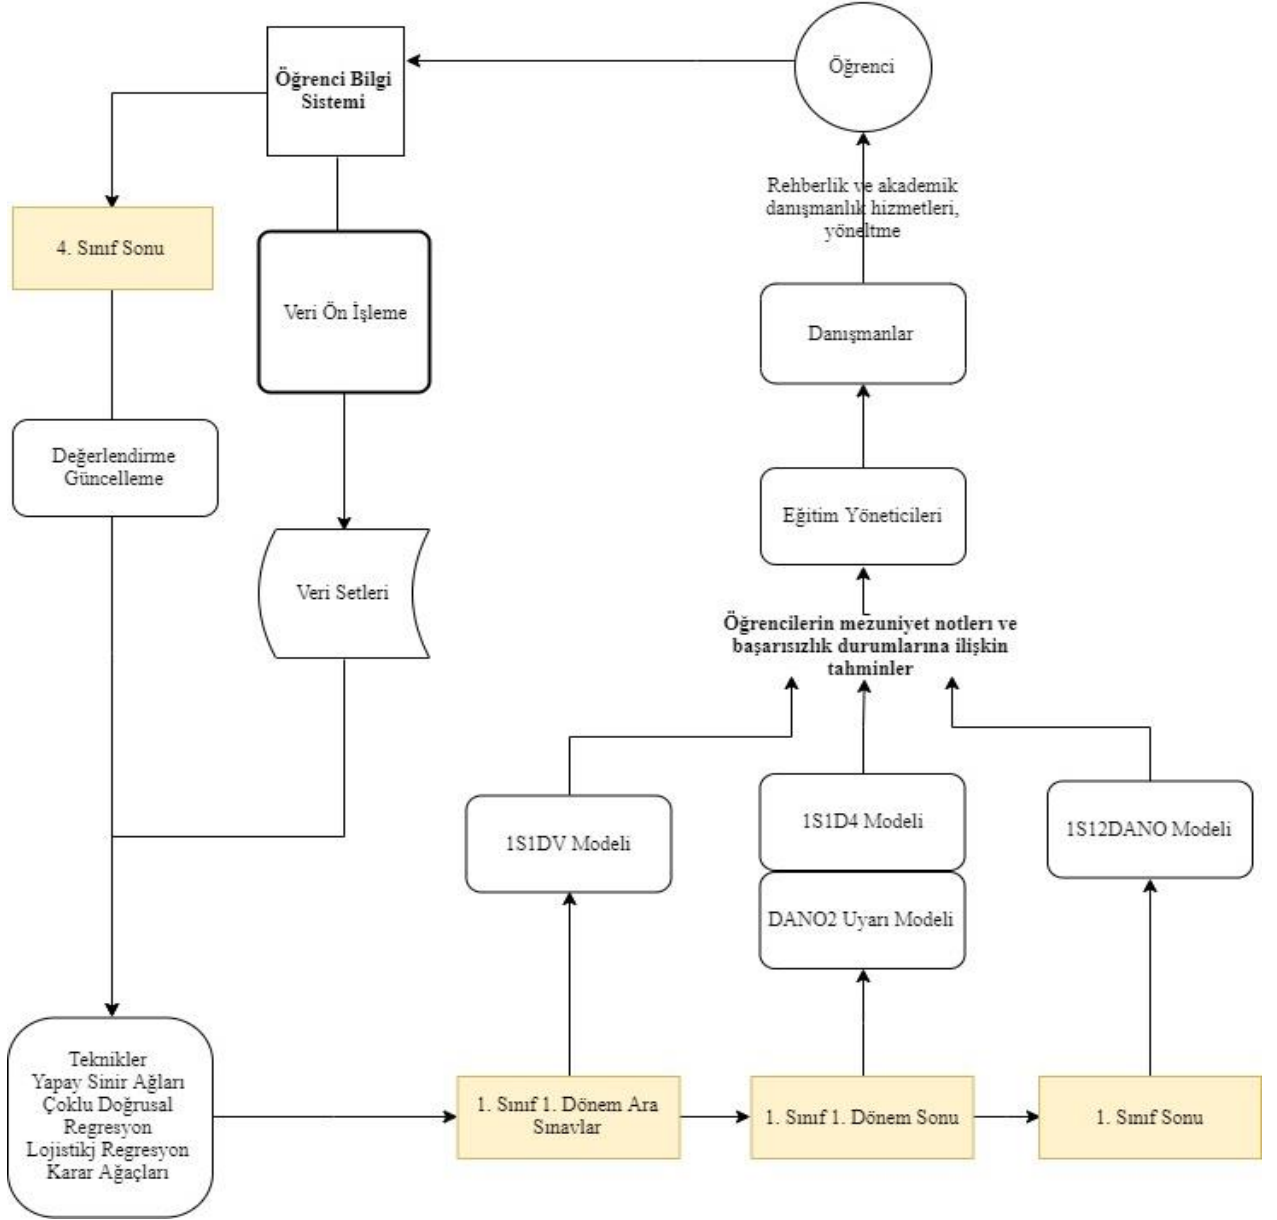 Öğrenci Bilgi
Sistemi
Öğrenci
Rehberlik ve akademik
danışmanlık hizmetleri,
yöneltme
4. Sınıf Sonu
Veri Ön İşleme
Danışmanlar
Değerlendirme
Güncelleme
Eğitim Yöneticileri
Veri Setleri
Öğrencilerin mezuniyet notlerı ve
başarısızlık durumlarına ilişkin
tahminler
1S1DV Modeli
1S1D4 Modeli
1S12DANO Modeli
DANO2 Uyarı Modeli
Teknikler
Yapay Sinir Ağları
Çoklu Doğrusal
Regresyon
Lojistikj Regresyon
Karar Ağaçları
1. Sınıf 1. Dönem Ara
Sınavlar
1. Sınıf 1. Dönem Sonu
1. Sınıf Sonu